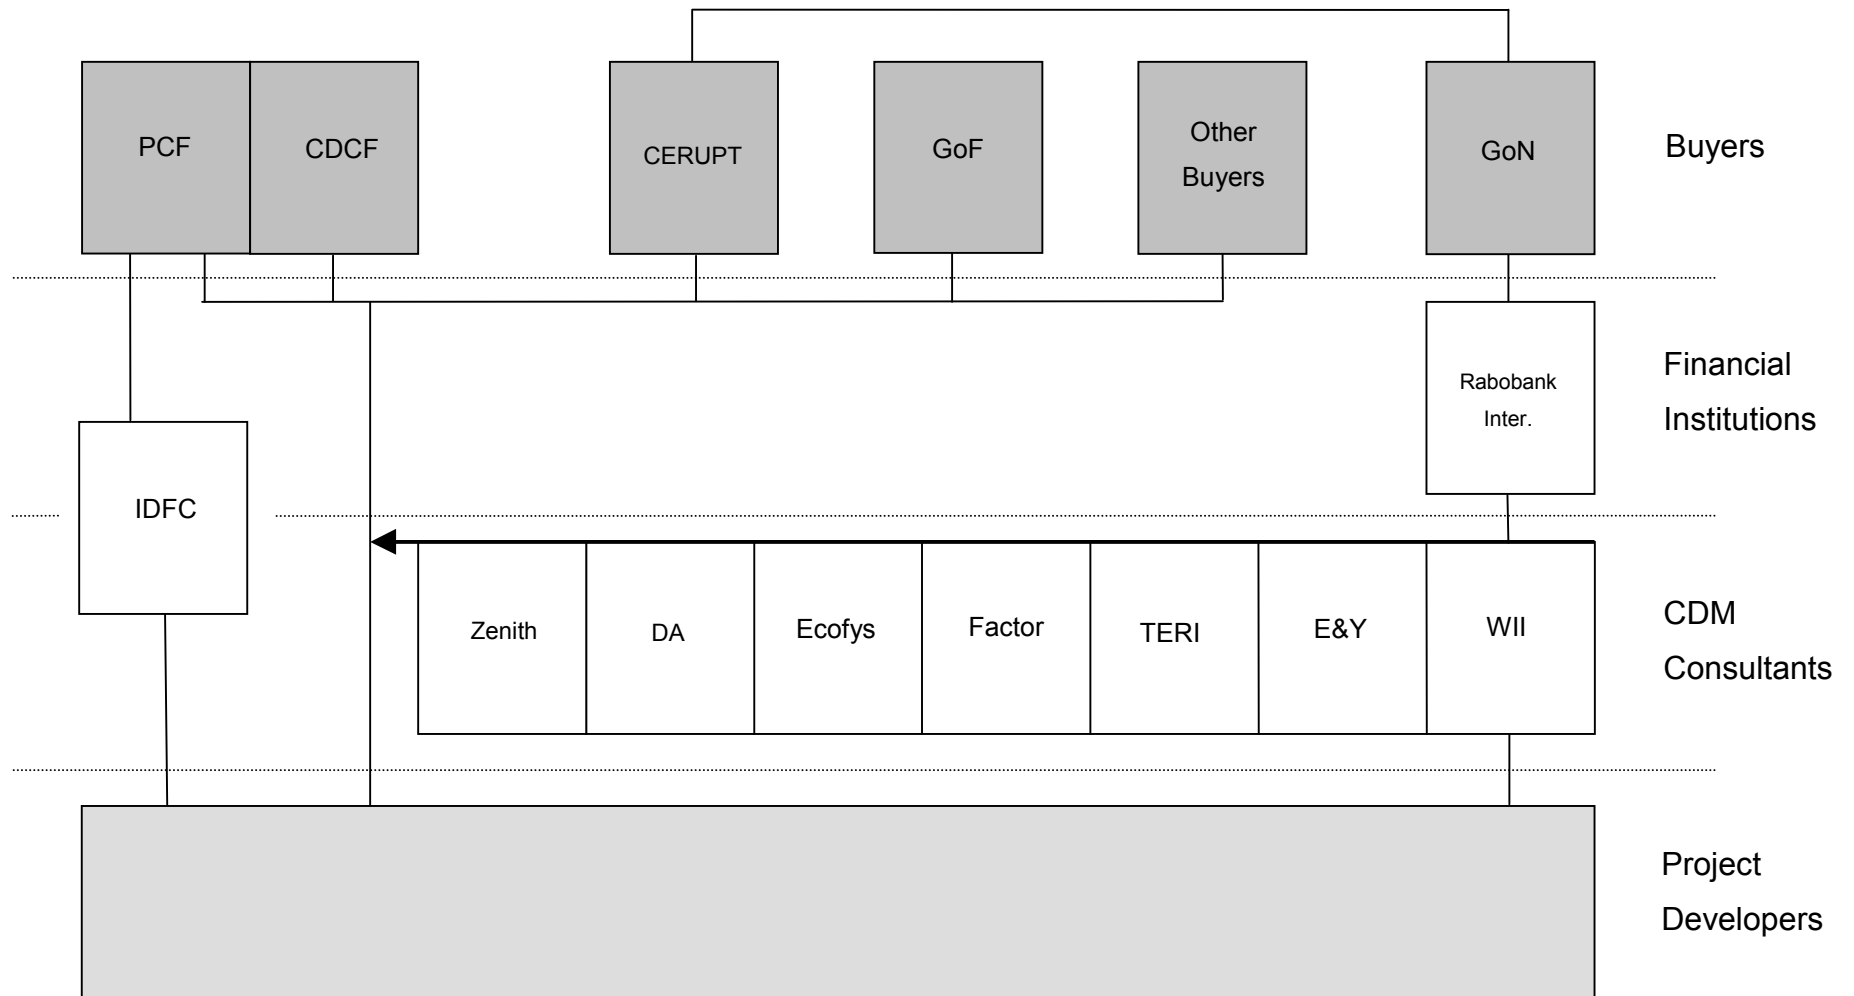 PCF
CDCF
CERUPT
GoF
Other
Buyers
GoN
Buyers
Rabobank
Inter.
Financial
Institutions
IDFC
Zenith
DA
Ecofys
Factor
TERI
E&Y
WII
CDM
Consultants
Project
Developers